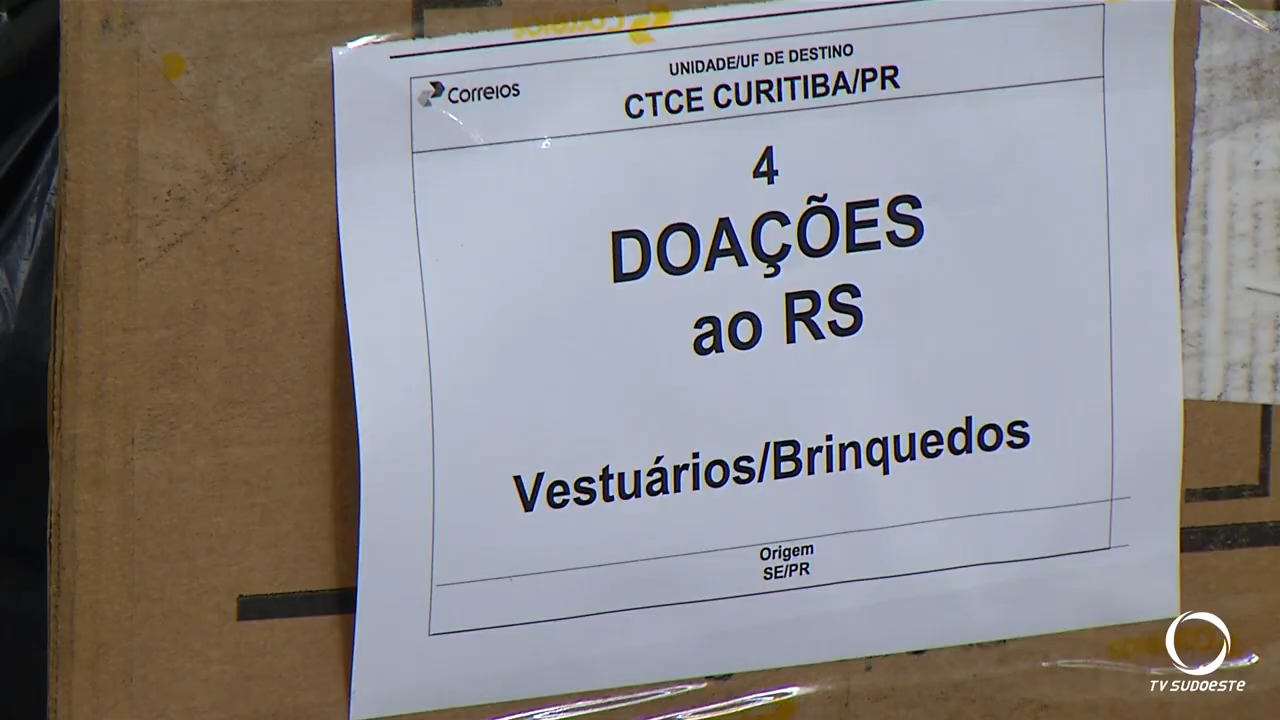 UNIDADE/UF DE DESTINO
Correios
CTCE CURITIBA/PR
4
DOAÇÕES
ao RS
Vestuários/Brinquedos
Origem
SE/PR
TV SUDOESTE